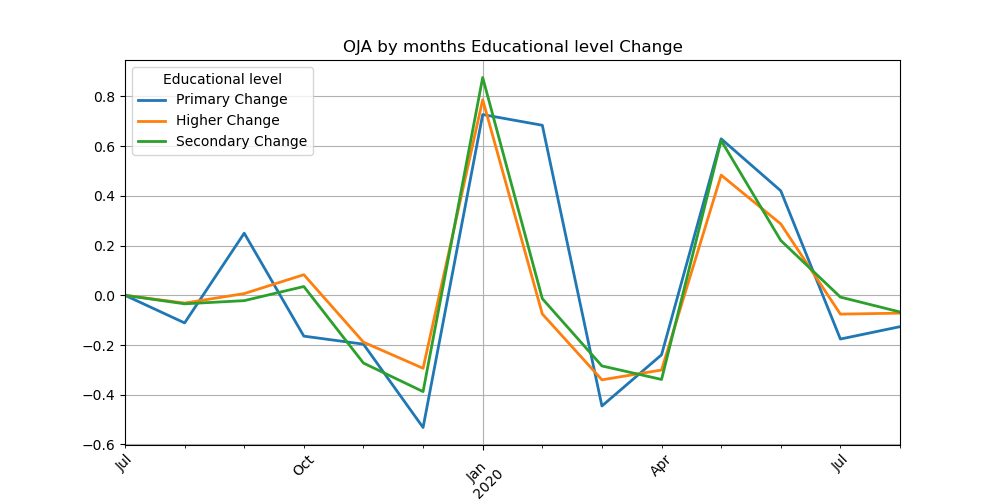 OJA by months Educational level Change
Educational level
Primary Change
Higher Change
Secondary Change
0.8
0.6
0.4
0.2
0.0
−0.2
−0.4
−0.6
Jul
Oct
Jan
2020
Apr
Jul